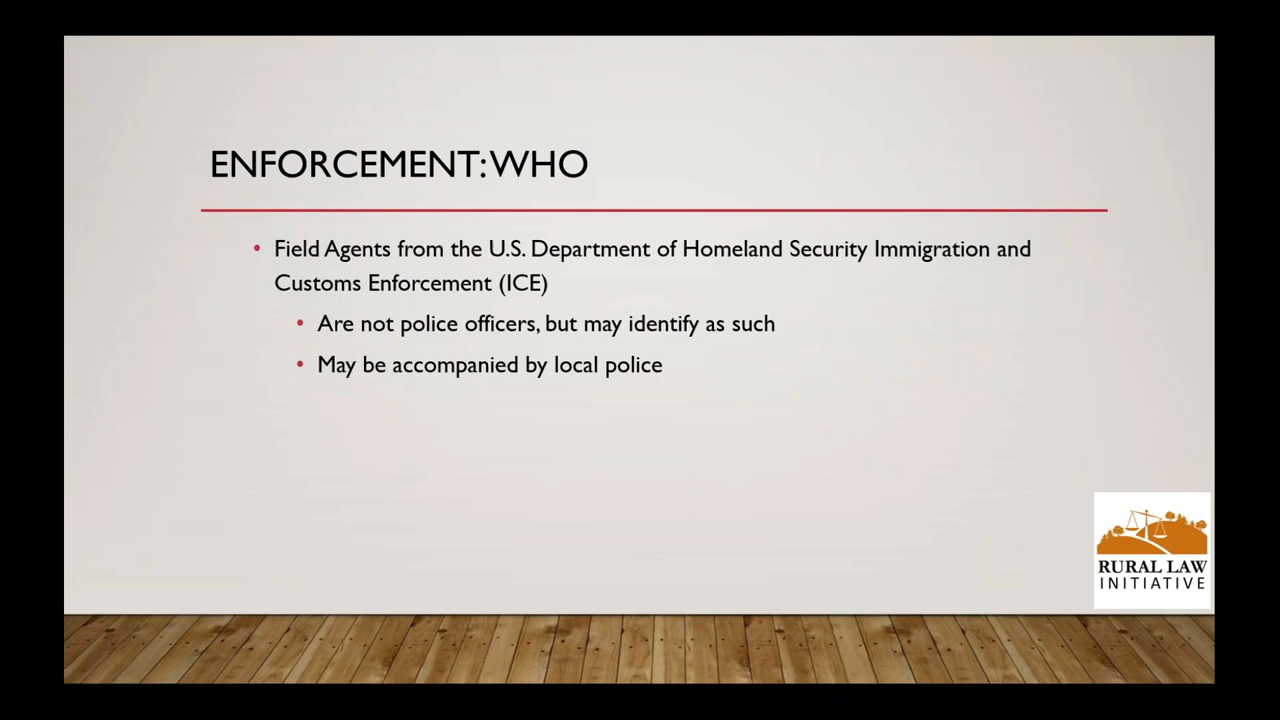 ENFORCEMENT: WHO
• Field Agents from the U.S. Department of Homeland Security Immigration and
Customs Enforcement (ICE)
• Are not police officers, but may identify as such
• May be accompanied by local police
RURAL LAW
INITIATIVE